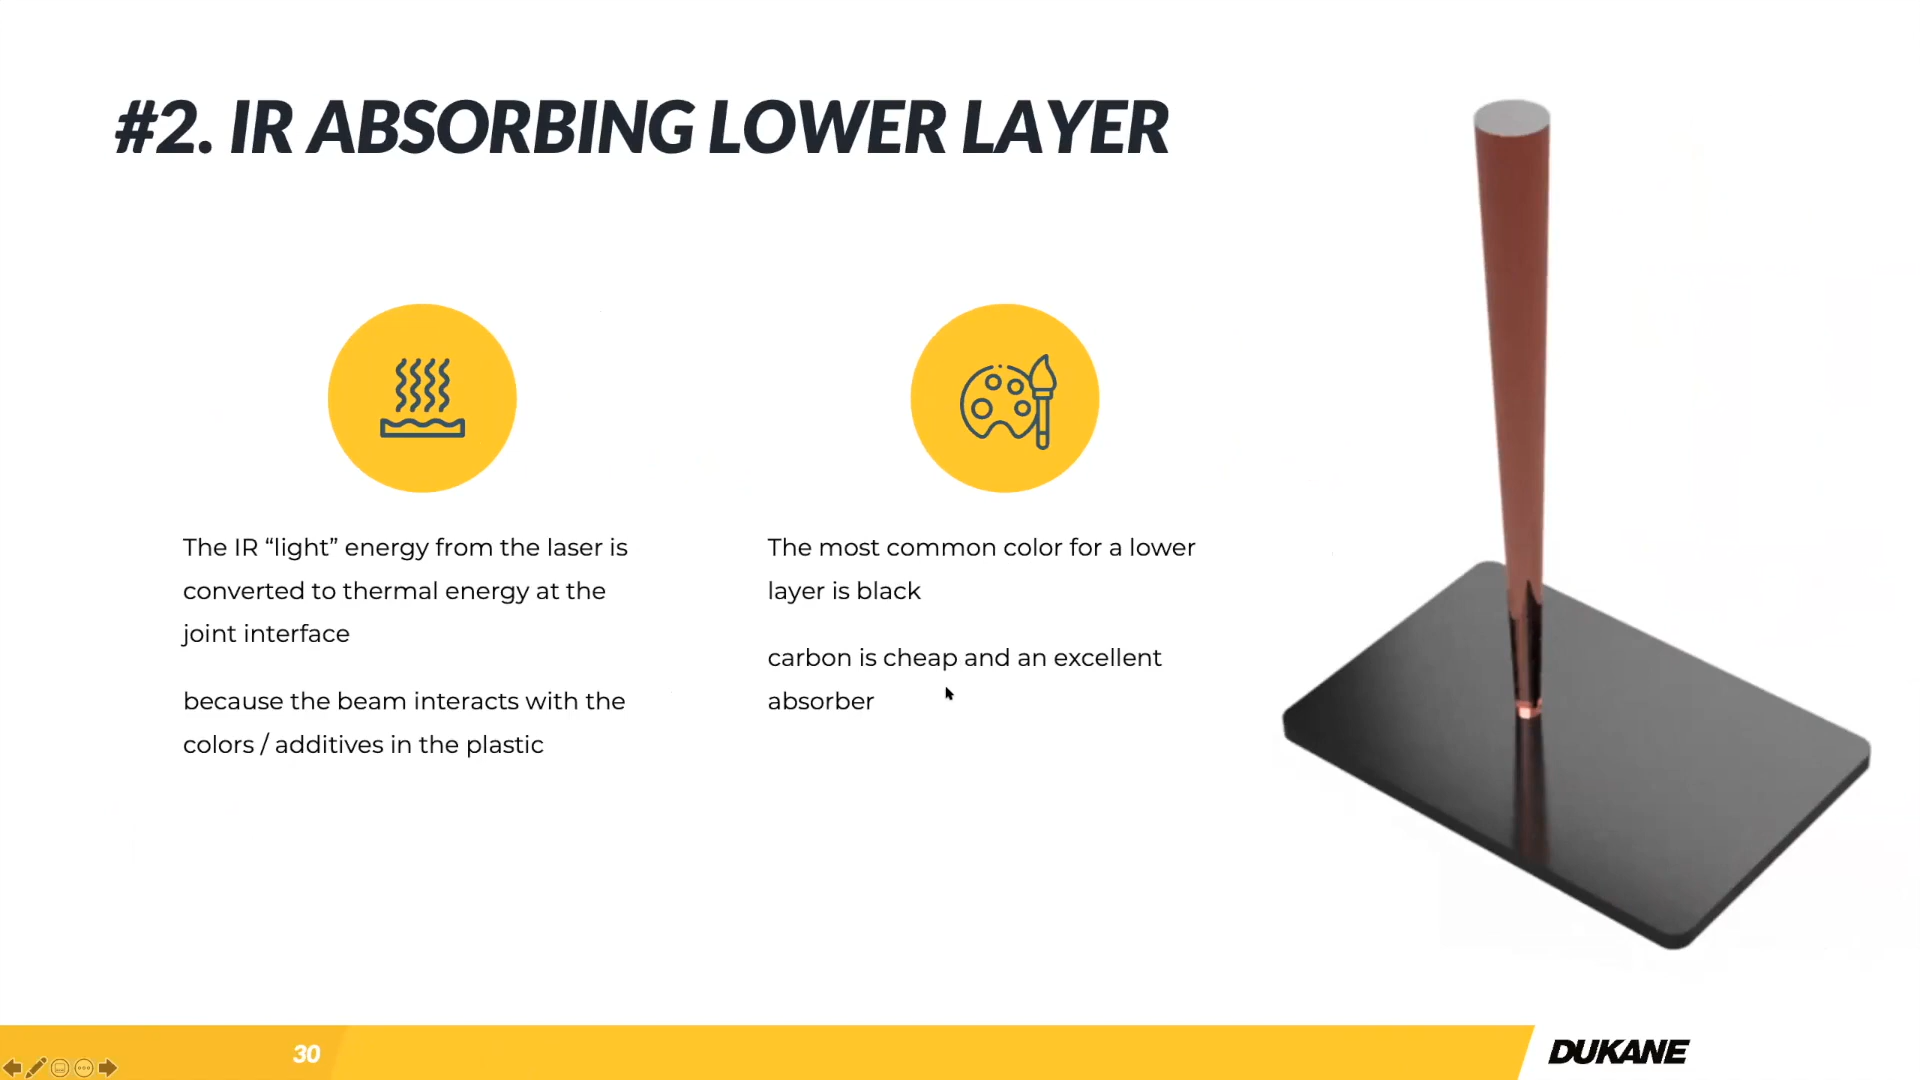 #2. IR ABSORBING LOWER LAYER
The IR “light” energy from the laser is
converted to thermal energy at the
joint interface
because the beam interacts with the
colors / additives in the plastic
The most common color for a lower
layer is black
carbon is cheap and an excellent
absorber
30
DUKANE